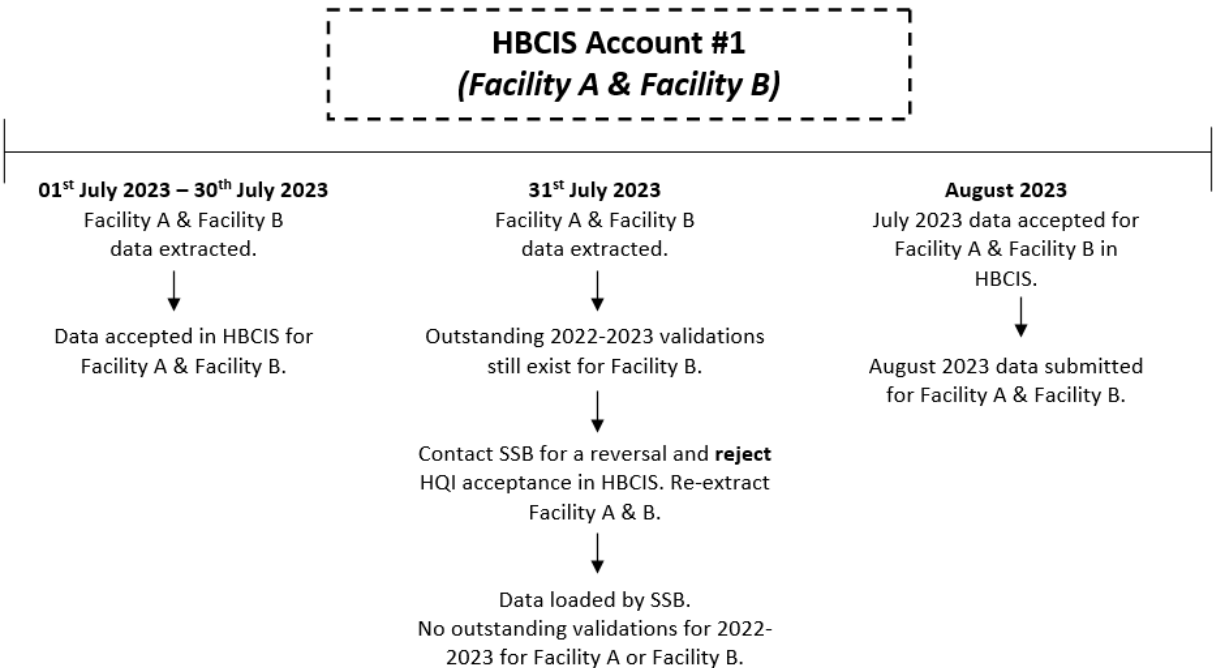 HBCIS Account #1
(Facility A & Facility B)
01st July 2023 – 30th July 2023
Facility A & Facility B
data extracted.
Data accepted in HBCIS for
Facility A & Facility B.
31st July 2023
Facility A & Facility B
data extracted.
Outstanding 2022-2023 validations
still exist for Facility B.
Contact SSB for a reversal and reject
HQI acceptance in HBCIS. Re-extract
Facility A & B.
Data loaded by SSB.
No outstanding validations for 2022-
2023 for Facility A or Facility B.
August 2023
July 2023 data accepted for
Facility A & Facility B in
HBCIS.
August 2023 data submitted
for Facility A & Facility B.